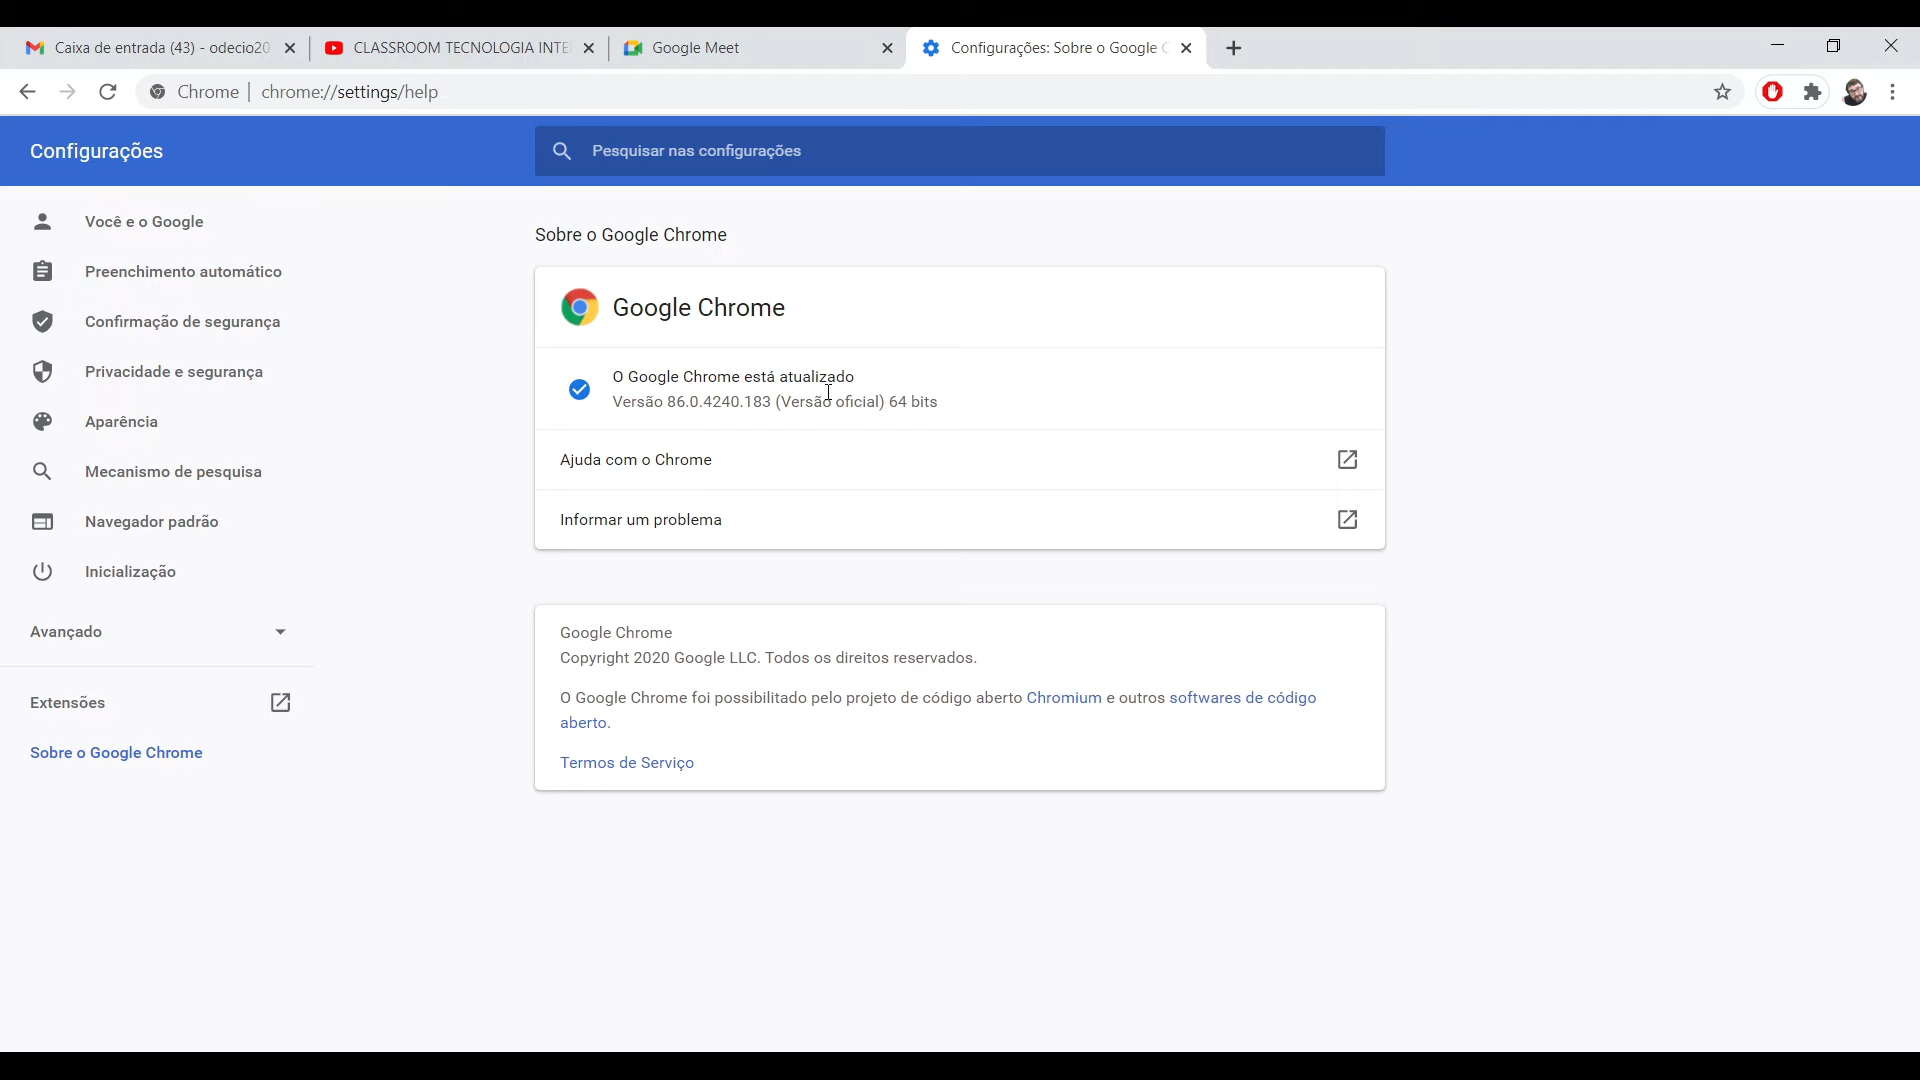 Caixa de entrada (43) - odecio20
CLASSROOM TECNOLOGIA INTE
Google Meet
Configurações: Sobre o Google C
Chrome | chrome://settings/help
Configurações
Pesquisar nas configurações
Você e o Google
Preenchimento automático
Confirmação de segurança
Privacidade e segurança
Aparência
Mecanismo de pesquisa
Navegador padrão
Inicialização
Avançado
Extensões
Sobre o Google Chrome
Sobre o Google Chrome
Google Chrome
O Google Chrome está atualizado
Versão 86.0.4240.183 (Versão oficial) 64 bits
Ajuda com o Chrome
Informar um problema
Google Chrome
Copyright 2020 Google LLC. Todos os direitos reservados.
O Google Chrome foi possibilitado pelo projeto de código aberto Chromium e outros softwares de código
aberto.
Termos de Serviço